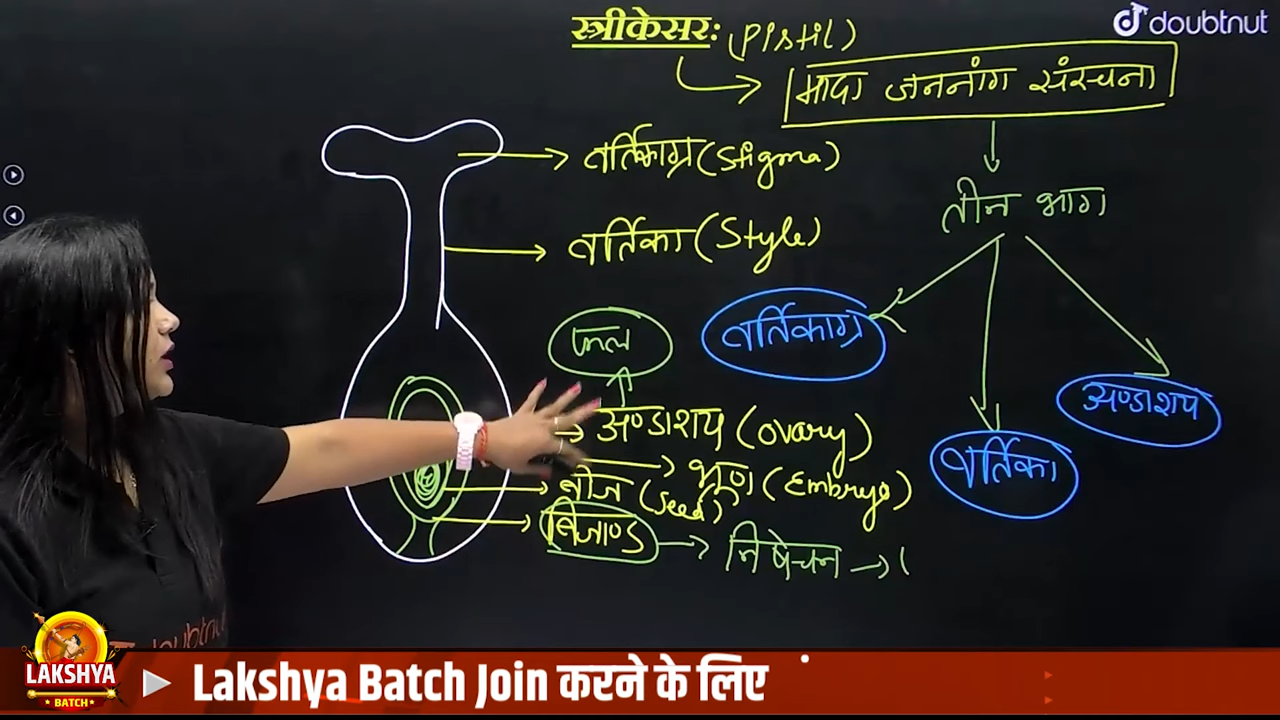 स्त्रीकेसर: (Pistil)
doubtnut
मादा जननांग संरचना
वर्तिकाग्र (Stigma)
तीन भाग
वर्तिका (Style)
फल
वर्तिकाग्र
अण्डाशय
अण्डाशय (Ovary)
वर्तिका
भ्रूण (Embryo)
बीज (Seed)
बिजाण्ड
निषेचन
doubtnut
LAKSHYA
BATCH
Lakshya Batch Join करने के लिए